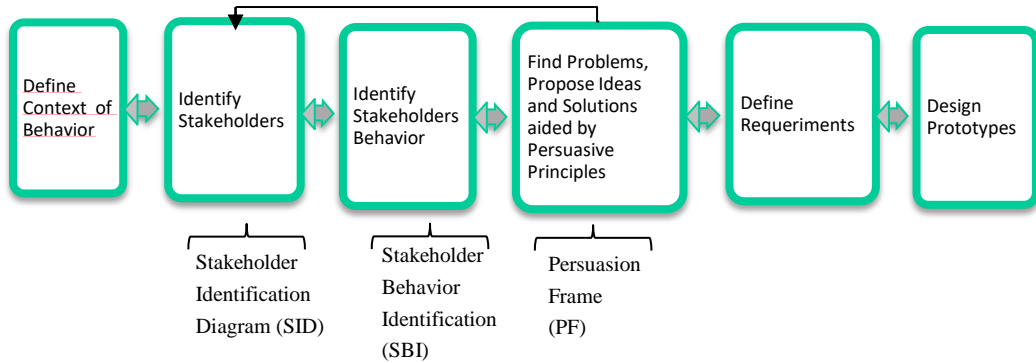 Define
Context of
Behavior
Identify
Stakeholders
Identify
Stakeholders
Behavior
Find Problems,
Propose Ideas
and Solutions
aided by
Persuasive
Principles
Define
Requeriments
Design
Prototypes
Stakeholder
Identification
Diagram (SID)
Stakeholder
Behavior
Identification
(SBI)
Persuasion
Frame
(PF)